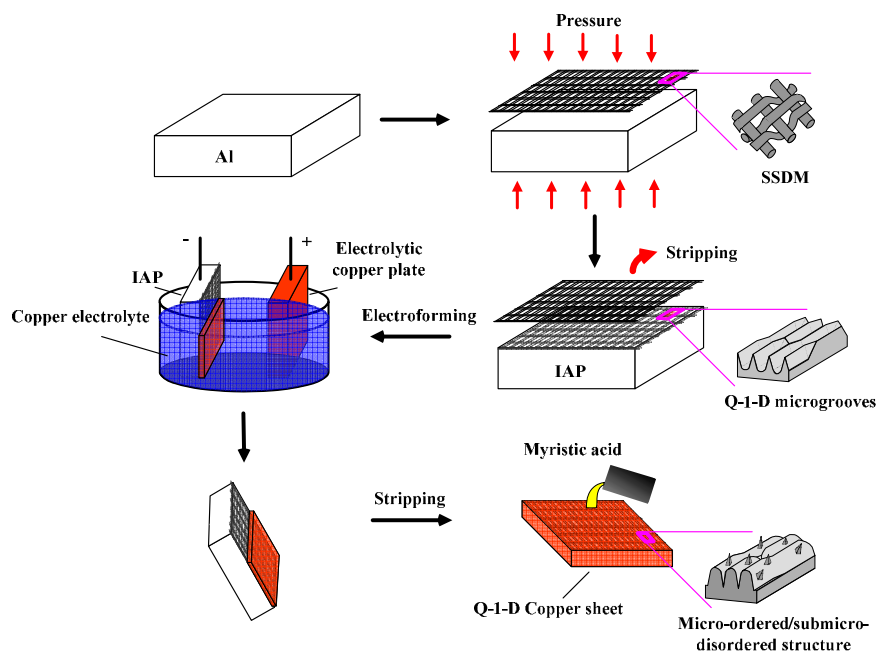 Pressure
Al
SSDM
-
+
IAP
Electrolytic
copper plate
Copper electrolyte
Electroforming
Stripping
IAP
Q-1-D microgrooves
Stripping
Myristic acid
Q-1-D Copper sheet
Micro-ordered/submicro-
disordered structure